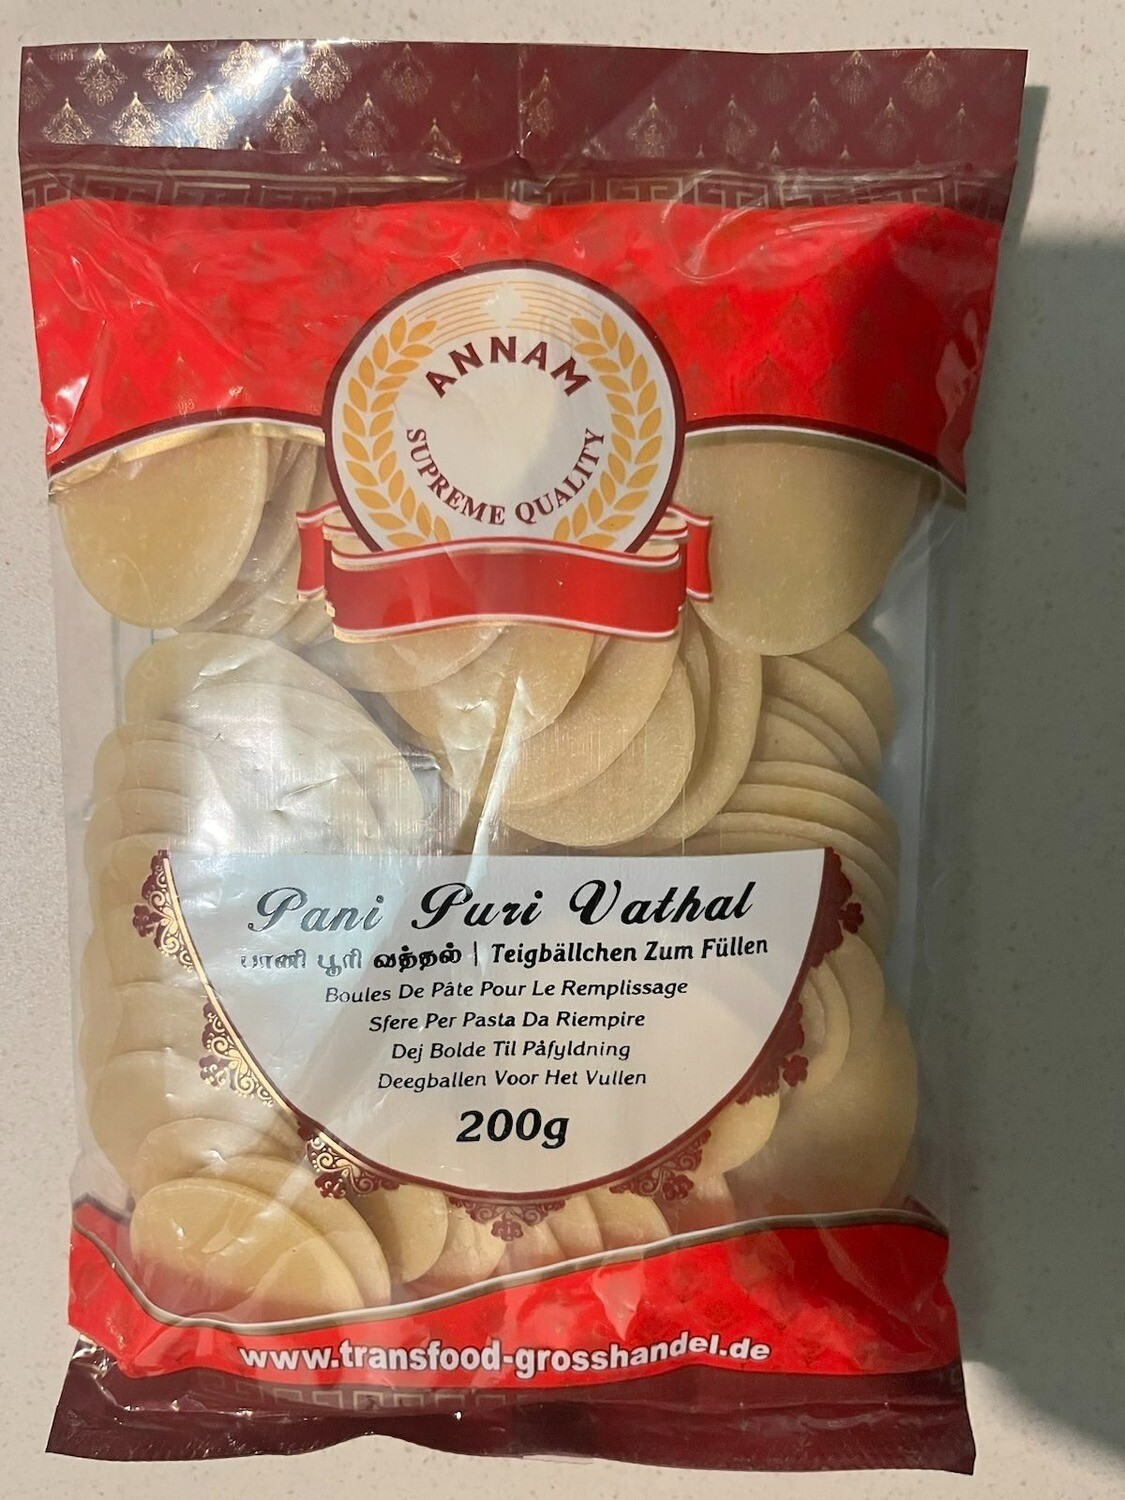 ANNAM
SUPREME QUALITY
Pani Puri Vathal
பாணி பூரி வத்தல் | Teigbällchen Zum Füllen
Boules De Pâte Pour Le Remplissage
Sfere Per Pasta Da Riempire
Dej Bolde Til Påfyldning
Deegballen Voor Het Vullen
200g
www.transfood-grosshandel.de